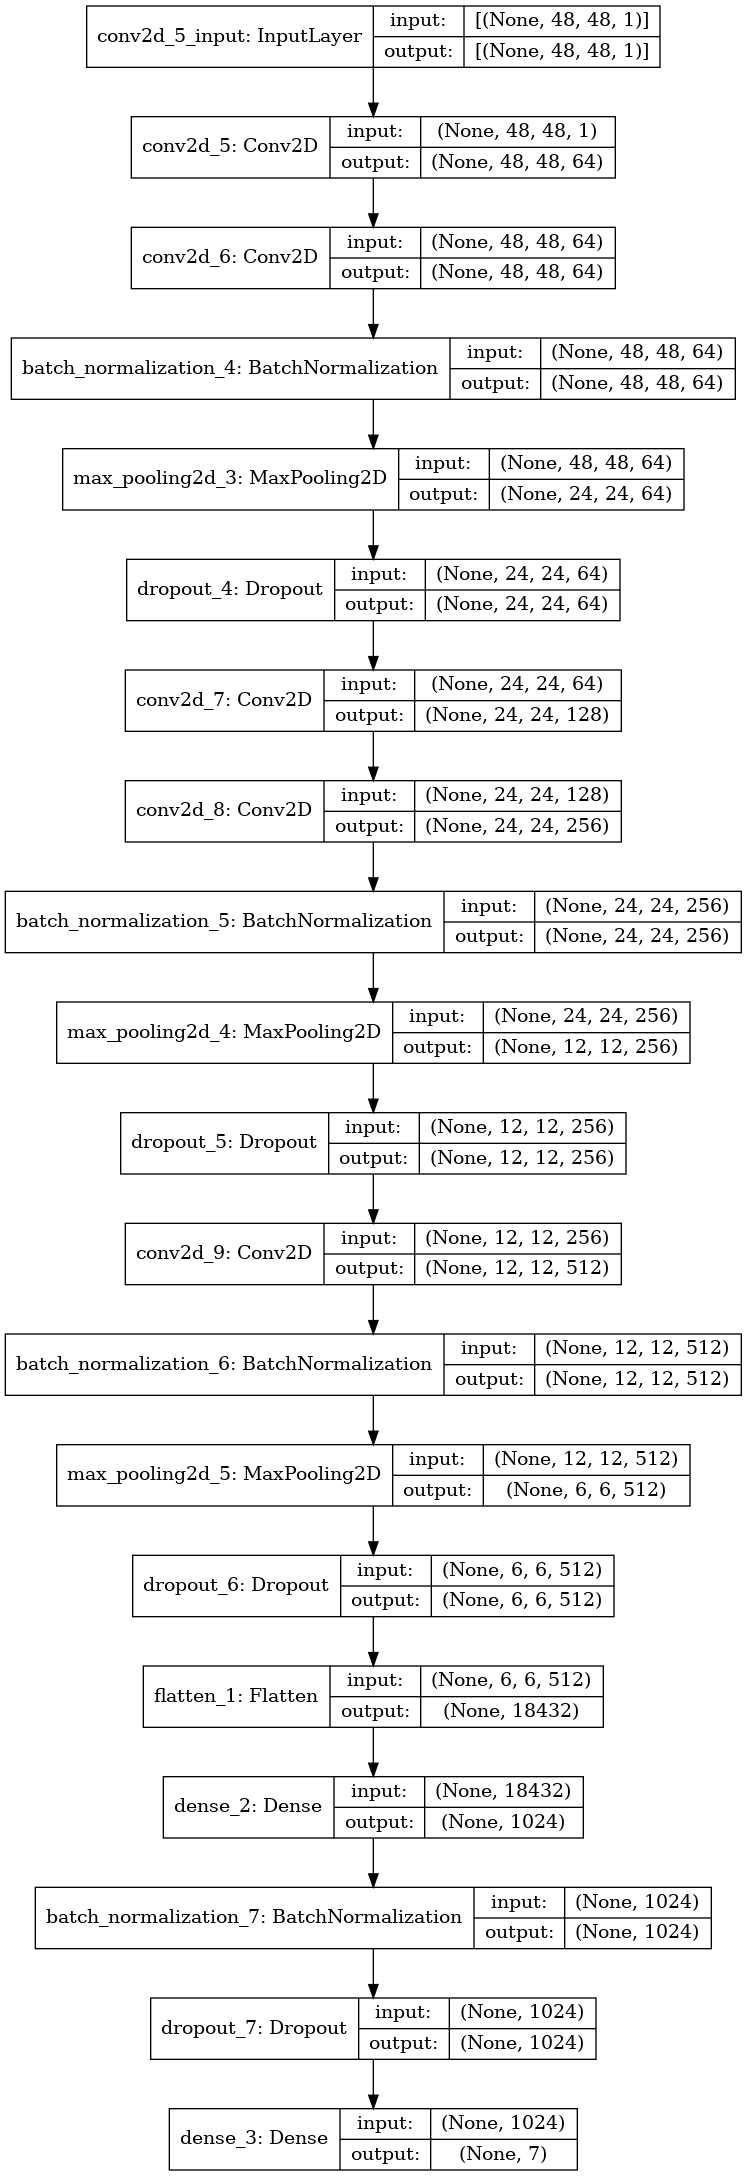 conv2d_5_input: InputLayer
input:
[(None, 48, 48, 1)]
output:
[(None, 48, 48, 1)]
conv2d_5: Conv2D
input:
(None, 48, 48, 1)
output:
(None, 48, 48, 64)
conv2d_6: Conv2D
input:
(None, 48, 48, 64)
output:
(None, 48, 48, 64)
batch_normalization_4: BatchNormalization
input:
(None, 48, 48, 64)
output:
(None, 48, 48, 64)
max_pooling2d_3: MaxPooling2D
input:
(None, 48, 48, 64)
output:
(None, 24, 24, 64)
dropout_4: Dropout
input:
(None, 24, 24, 64)
output:
(None, 24, 24, 64)
conv2d_7: Conv2D
input:
(None, 24, 24, 64)
output:
(None, 24, 24, 128)
conv2d_8: Conv2D
input:
(None, 24, 24, 128)
output:
(None, 24, 24, 256)
batch_normalization_5: BatchNormalization
input:
(None, 24, 24, 256)
output:
(None, 24, 24, 256)
max_pooling2d_4: MaxPooling2D
input:
(None, 24, 24, 256)
output:
(None, 12, 12, 256)
dropout_5: Dropout
input:
(None, 12, 12, 256)
output:
(None, 12, 12, 256)
conv2d_9: Conv2D
input:
(None, 12, 12, 256)
output:
(None, 12, 12, 512)
batch_normalization_6: BatchNormalization
input:
(None, 12, 12, 512)
output:
(None, 12, 12, 512)
max_pooling2d_5: MaxPooling2D
input:
(None, 12, 12, 512)
output:
(None, 6, 6, 512)
dropout_6: Dropout
input:
(None, 6, 6, 512)
output:
(None, 6, 6, 512)
flatten_1: Flatten
input:
(None, 6, 6, 512)
output:
(None, 18432)
dense_2: Dense
input:
(None, 18432)
output:
(None, 1024)
batch_normalization_7: BatchNormalization
input:
(None, 1024)
output:
(None, 1024)
dropout_7: Dropout
input:
(None, 1024)
output:
(None, 1024)
dense_3: Dense
input:
(None, 1024)
output:
(None, 7)